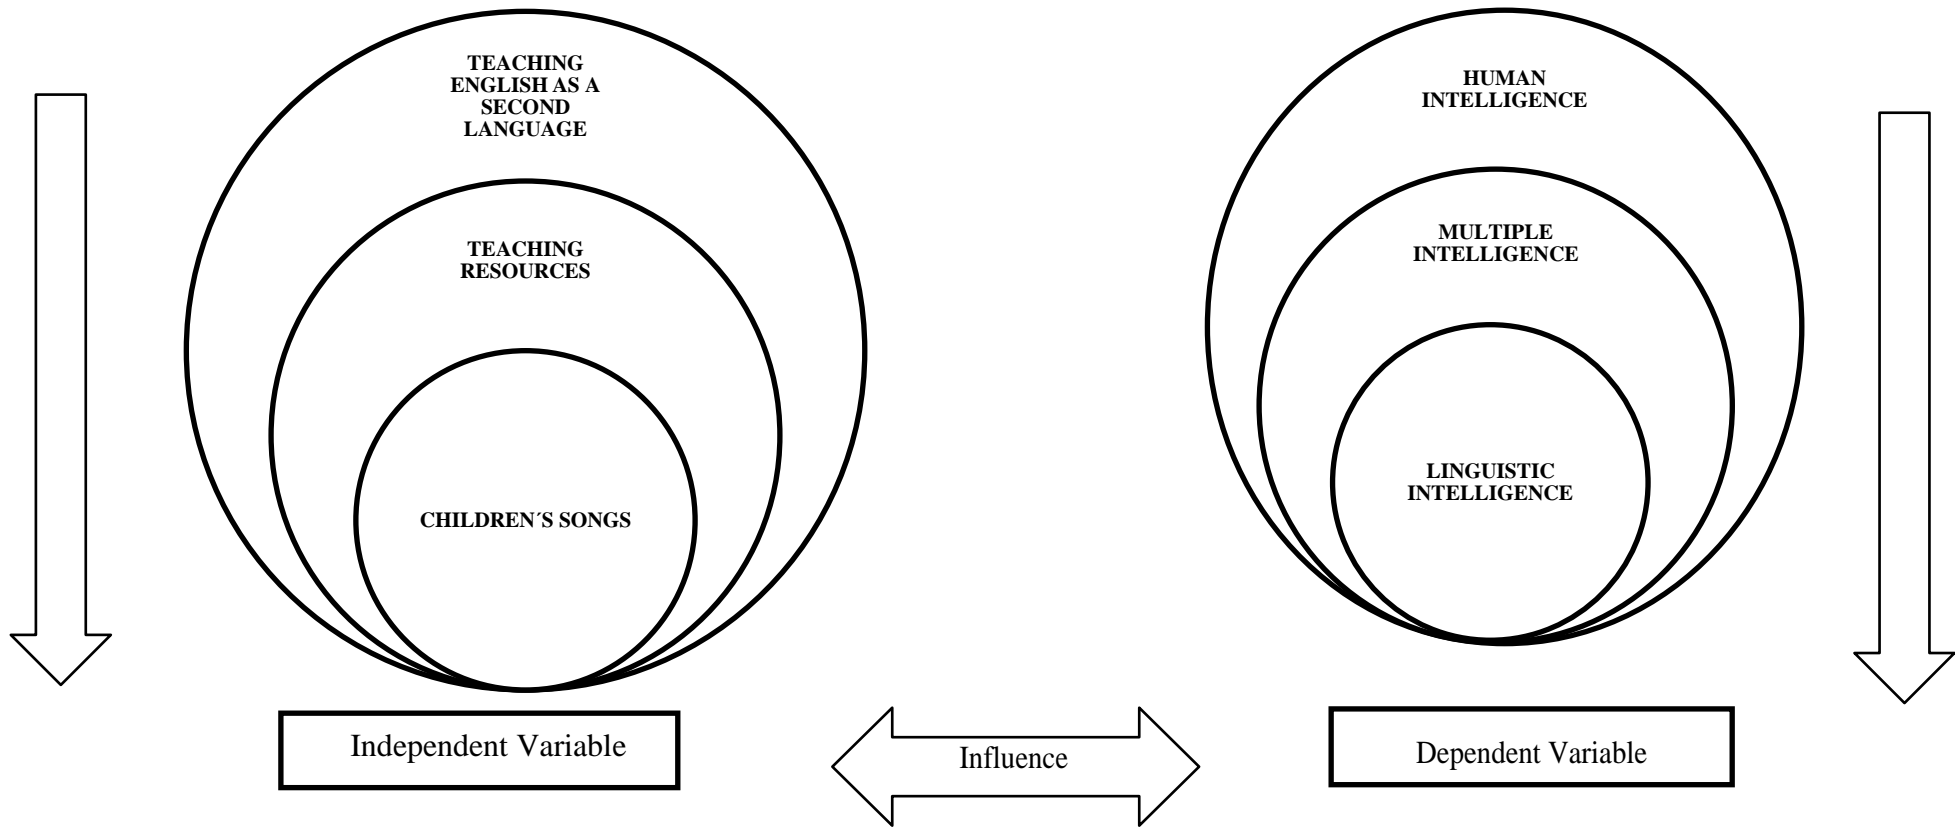 TEACHING
ENGLISH AS A
SECOND
LANGUAGE
TEACHING
RESOURCES
CHILDREN´S SONGS
HUMAN
INTELLIGENCE
MULTIPLE
INTELLIGENCE
LINGUISTIC
INTELLIGENCE
Independent Variable
Influence
Dependent Variable